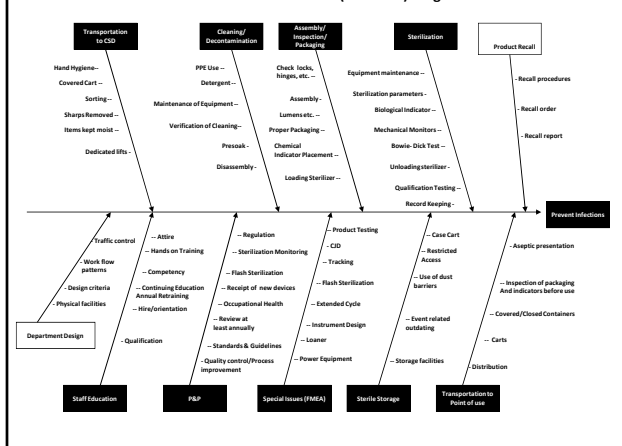 Transportation
to CSD
Cleaning/
Decontamination
Assembly/
Inspection/
Packaging
Sterilization
Product Recall
Hand Hygiene--
Covered Cart --
Sorting --
Sharps Removed --
Items kept moist --
Dedicated lifts -
PPE Use --
Detergent --
Maintenance of Equipment --
Verification of Cleaning--
Presoak -
Disassembly -
Check locks,
hinges, etc. --
Assembly -
Lumens etc. --
Proper Packaging --
Chemical
Indicator Placement --
Loading Sterilizer --
Equipment maintenance --
Sterilization parameters -
Biological Indicator --
Mechanical Monitors --
Bowie- Dick Test --
Unloading sterilizer -
Qualification Testing --
Record Keeping -
- Recall procedures
- Recall order
- Recall report
Prevent Infections
- Traffic control
- Work flow
patterns
- Design criteria
- Physical facilities
Department Design
-- Attire
-- Hands on Training
-- Competency
-- Continuing Education
Annual Retraining
-- Hire/orientation
- Qualification
Staff Education
-- Regulation
-- Sterilization Monitoring
-- Flash Sterilization
-- Receipt of new devices
-- Occupational Health
-- Review at
least annually
-- Standards & Guidelines
- Quality control/Process
improvement
P&P
-- Product Testing
- CJD
-- Tracking
-- Flash Sterilization
-- Extended Cycle
-- Instrument Design
-- Loaner
-- Power Equipment
Special Issues (FMEA)
-- Case Cart
-- Restricted
Access
-- Use of dust
barriers
-- Event related
outdating
-- Storage facilities
Sterile Storage
- Aseptic presentation
-- Inspection of packaging
And indicators before use
-- Covered/Closed Containers
-- Carts
- Distribution
Transportation to
Point of use